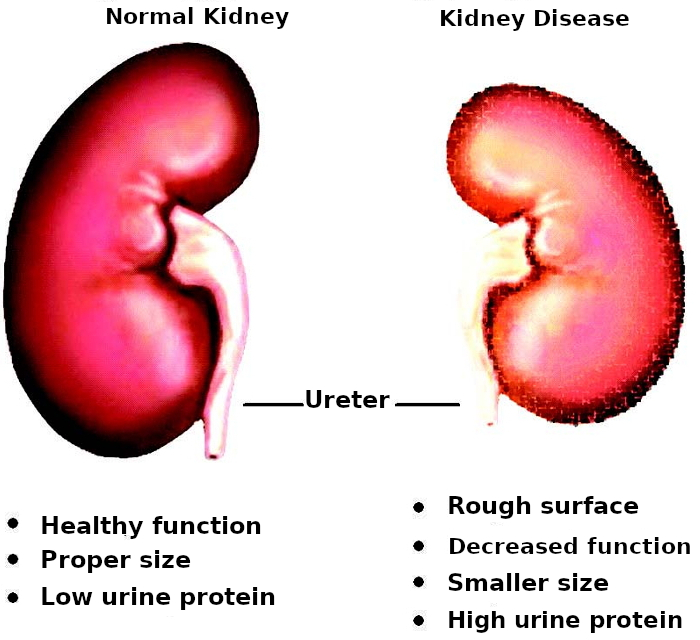 Normal Kidney
Kidney Disease
Ureter
• Healthy function
• Proper size
• Low urine protein
• Rough surface
• Decreased function
• Smaller size
• High urine protein